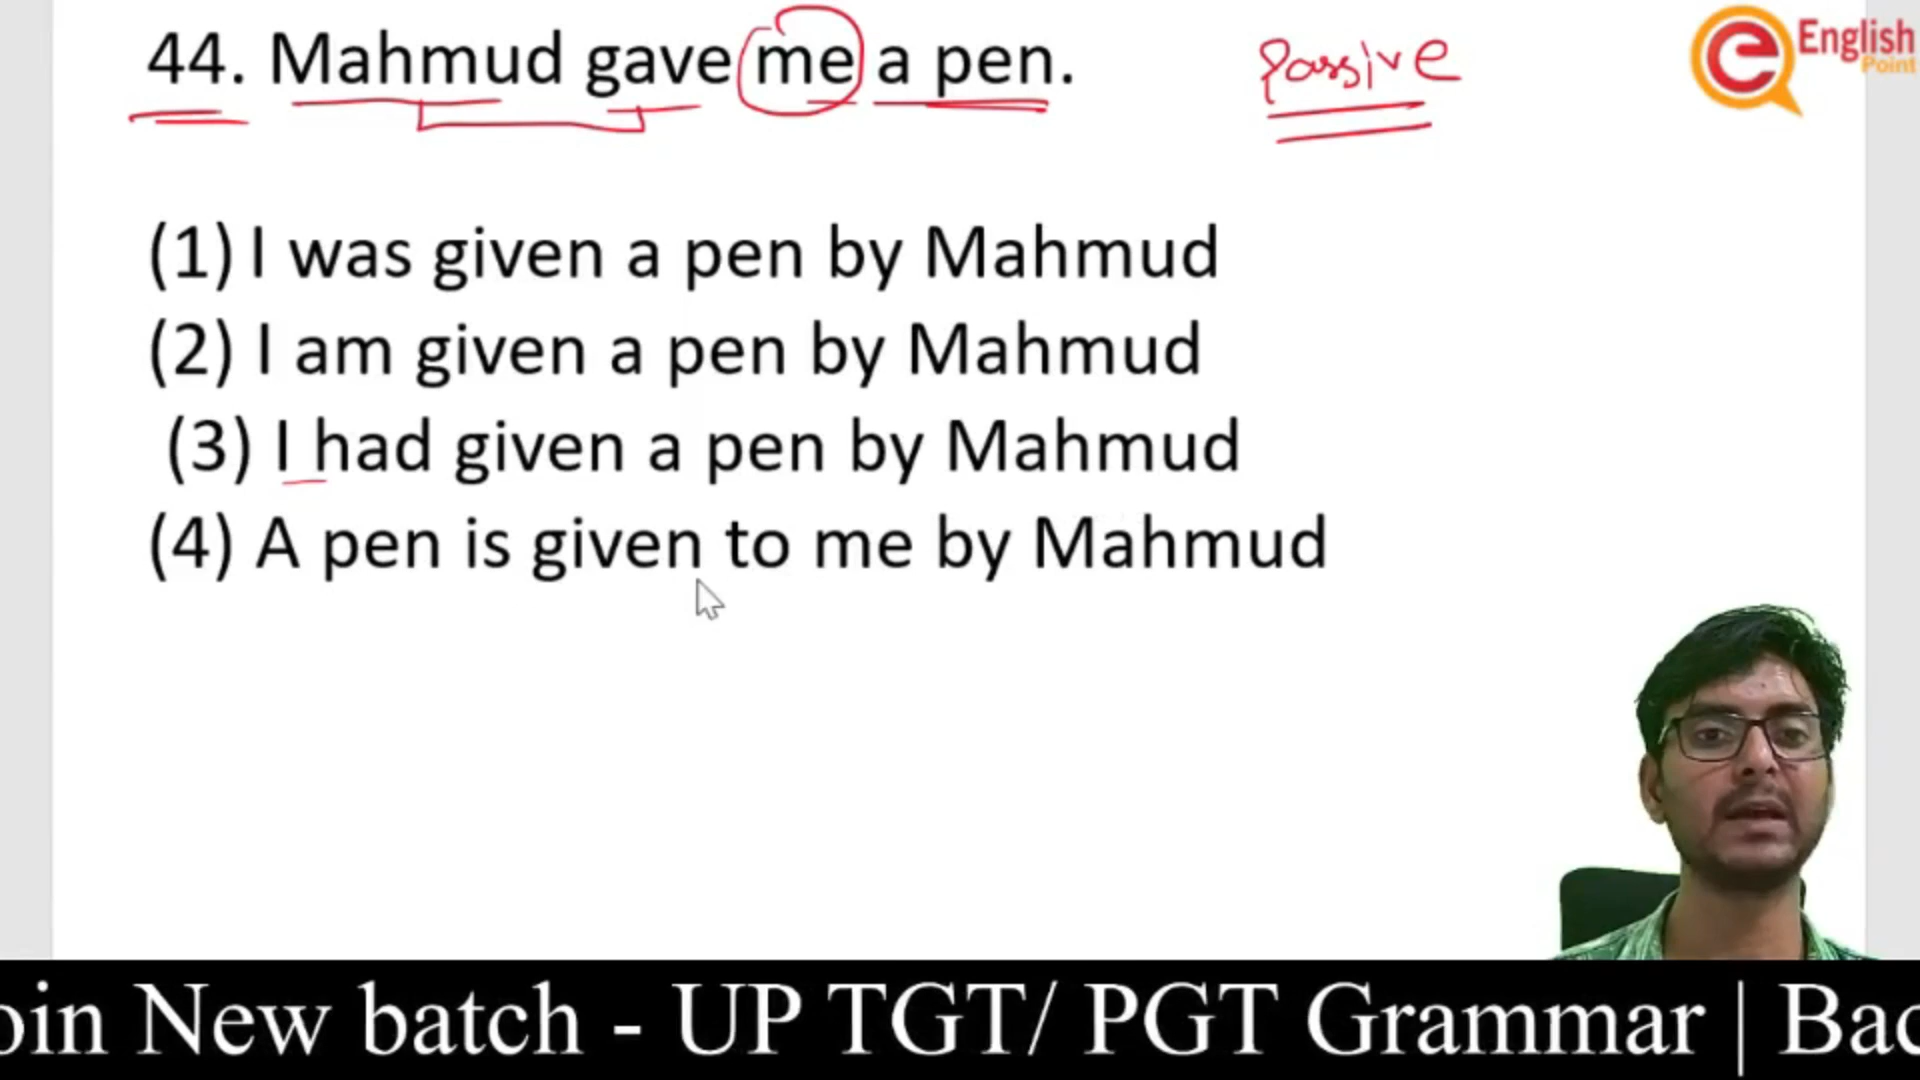 44. Mahmud gave me a pen.
Passive
e English
Point
(1) I was given a pen by Mahmud
(2) I am given a pen by Mahmud
(3) I had given a pen by Mahmud
(4) A pen is given to me by Mahmud
oin New batch - UP TGT/ PGT Grammar | Bac